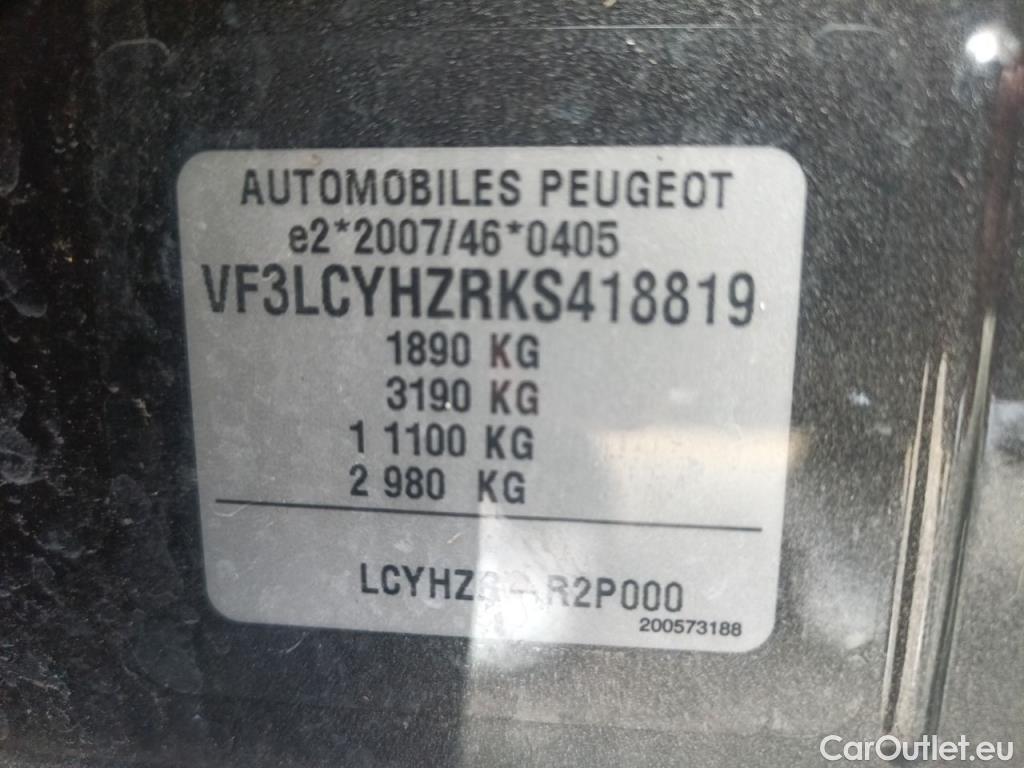 AUTOMOBILES PEUGEOT
e2*2007/46*0405
VF3LCYHZRKS418819
1890 KG
3190 KG
1 1100 KG
2 980 KG
R2P000
200573188
CarOutlet.eu